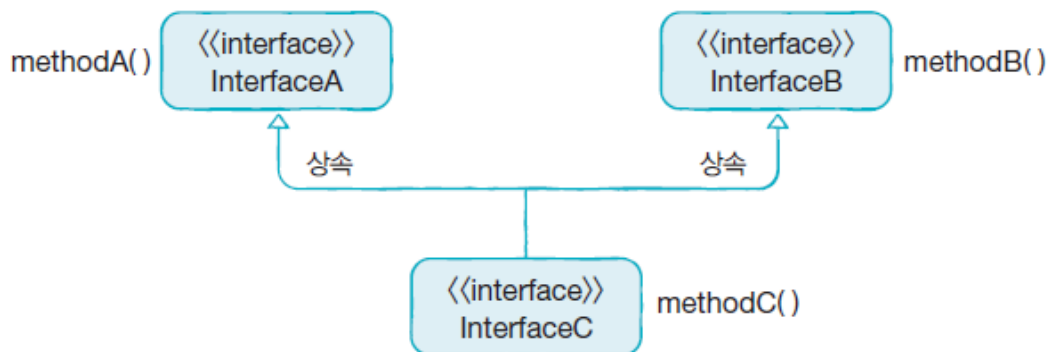 methodA( )
〈〈interface〉〉
InterfaceA
〈〈interface〉〉
InterfaceB
methodB( )
상속
상속
〈〈interface〉〉
InterfaceC
methodC( )